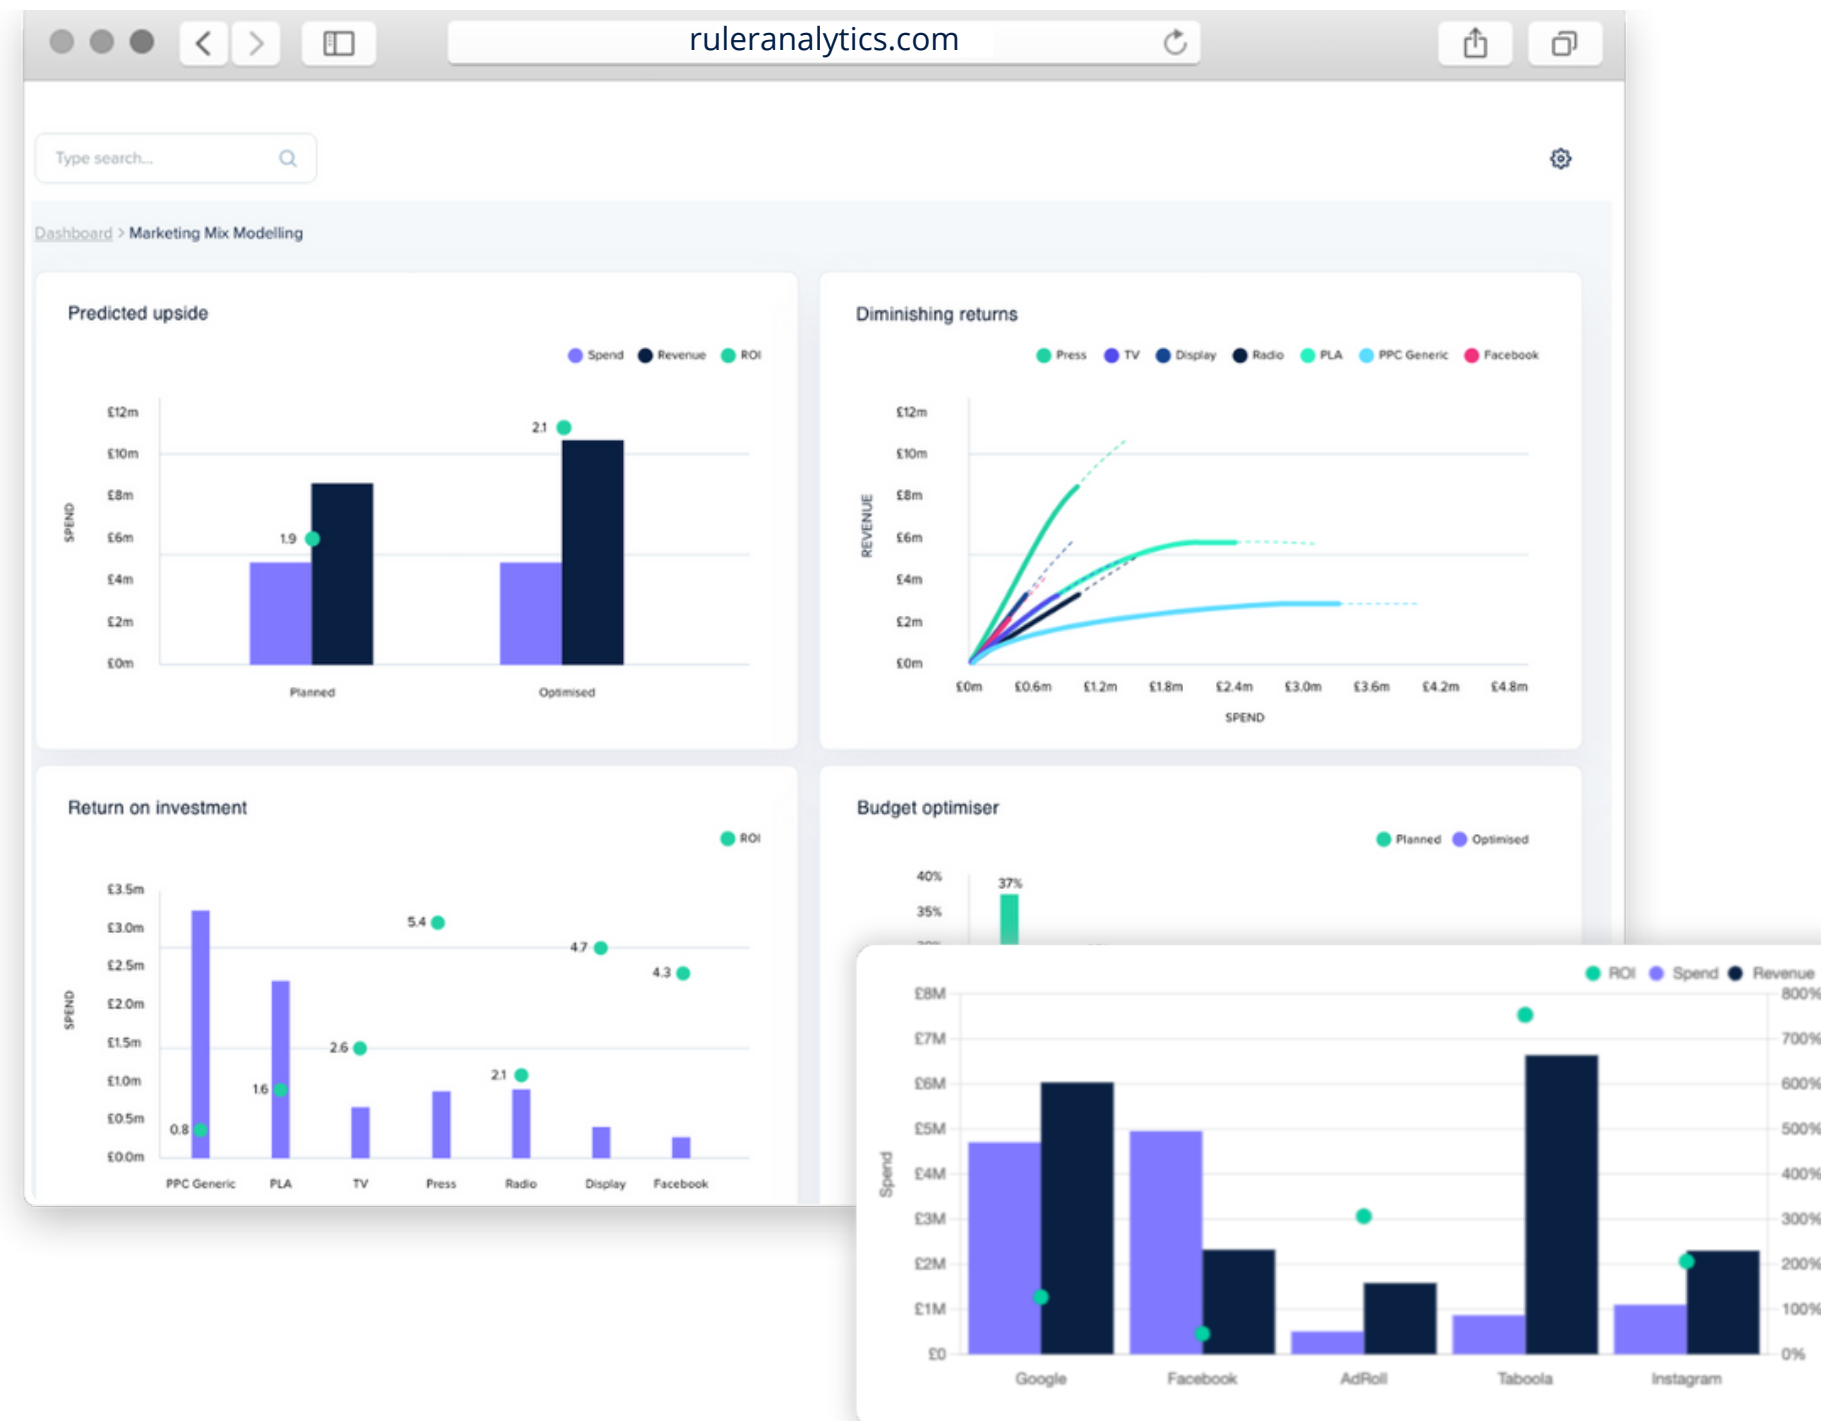 ruleranalytics.com
Type search...
Dashboard > Marketing Mix Modelling
Predicted upside
Spend Revenue ROI
£12m
£10m
£8m
£6m
£4m
£2m
£0m
SPEND
2.1
1.9
Planned Optimised
Diminishing returns
Press TV Display Radio PLA PPC Generic Facebook
£12m
£10m
£8m
£6m
£4m
£2m
£0m
REVENUE
£0m £0.6m £1.2m £1.8m £2.4m £3.0m £3.6m £4.2m £4.8m
SPEND
Return on investment
ROI
£3.5m
£3.0m
£2.5m
£2.0m
£1.5m
£1.0m
£0.5m
£0.0m
SPEND
0.8
1.6
2.6
5.4
2.1
4.7
4.3
PPC Generic PLA TV Press Radio Display Facebook
Budget optimiser
Planned Optimised
40%
35%
37%
ROI Spend Revenue
£8M
£7M
£6M
£5M
£4M
£3M
£2M
£1M
£0
Spend
800%
700%
600%
500%
400%
300%
200%
100%
0%
Google Facebook AdRoll Taboola Instagram